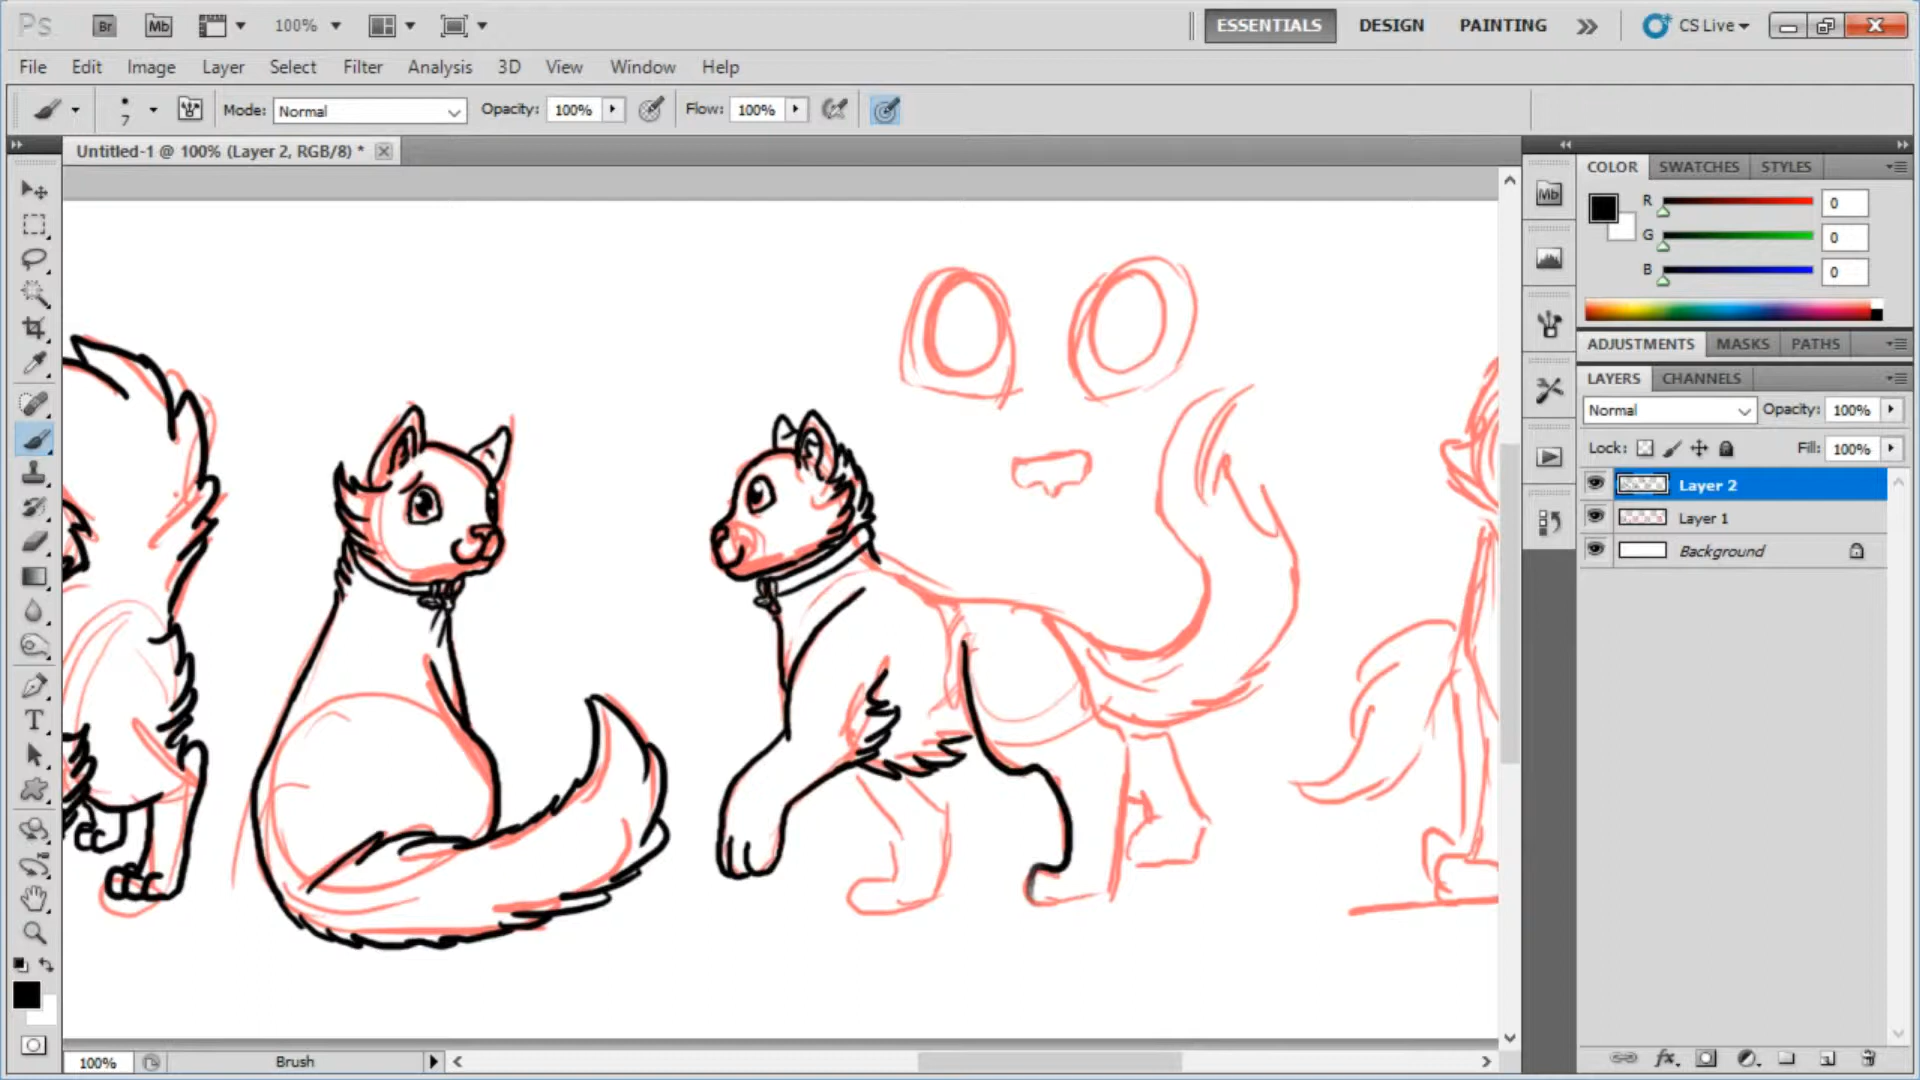 Ps Br Mb 100% ESSENTIALS DESIGN PAINTING CS Live
File Edit Image Layer Select Filter Analysis 3D View Window Help
7 Mode: Normal Opacity: 100% Flow: 100%
Untitled-1 @ 100% (Layer 2, RGB/8) *
COLOR SWATCHES STYLES
Mb
R 0
G 0
B 0
ADJUSTMENTS MASKS PATHS
LAYERS CHANNELS
Normal Opacity: 100%
Lock: Fill: 100%
Layer 2
Layer 1
Background
T
100% Brush
fx